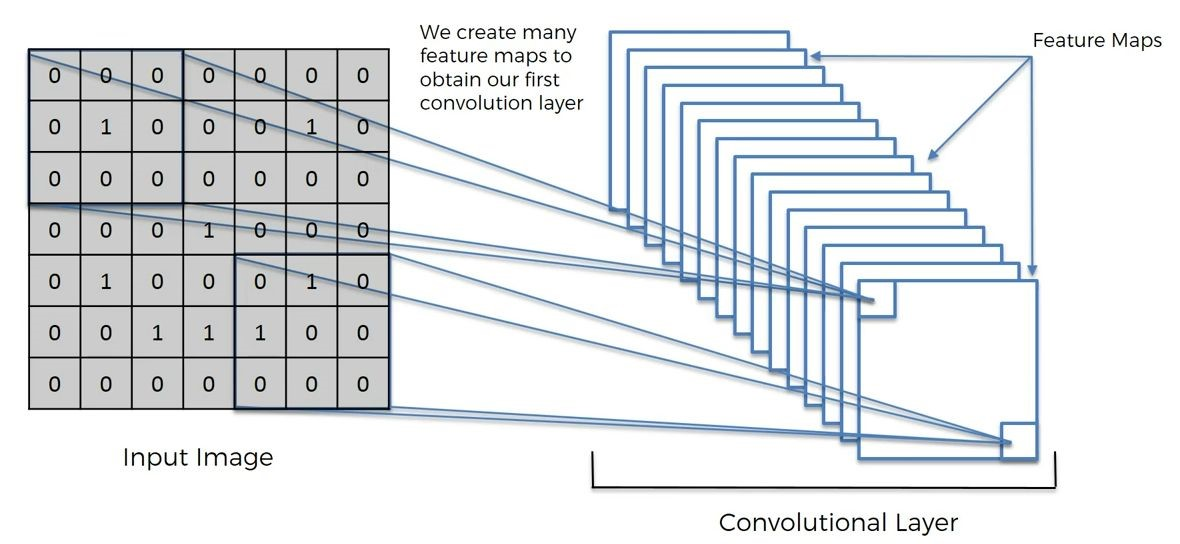 We create many
feature maps to
obtain our first
convolution layer
Feature Maps
0 0 0 0 0 0 0
0 1 0 0 0 1 0
0 0 0 0 0 0 0
0 0 0 1 0 0 0
0 1 0 0 0 1 0
0 0 1 1 1 0 0
0 0 0 0 0 0 0
Input Image
Convolutional Layer